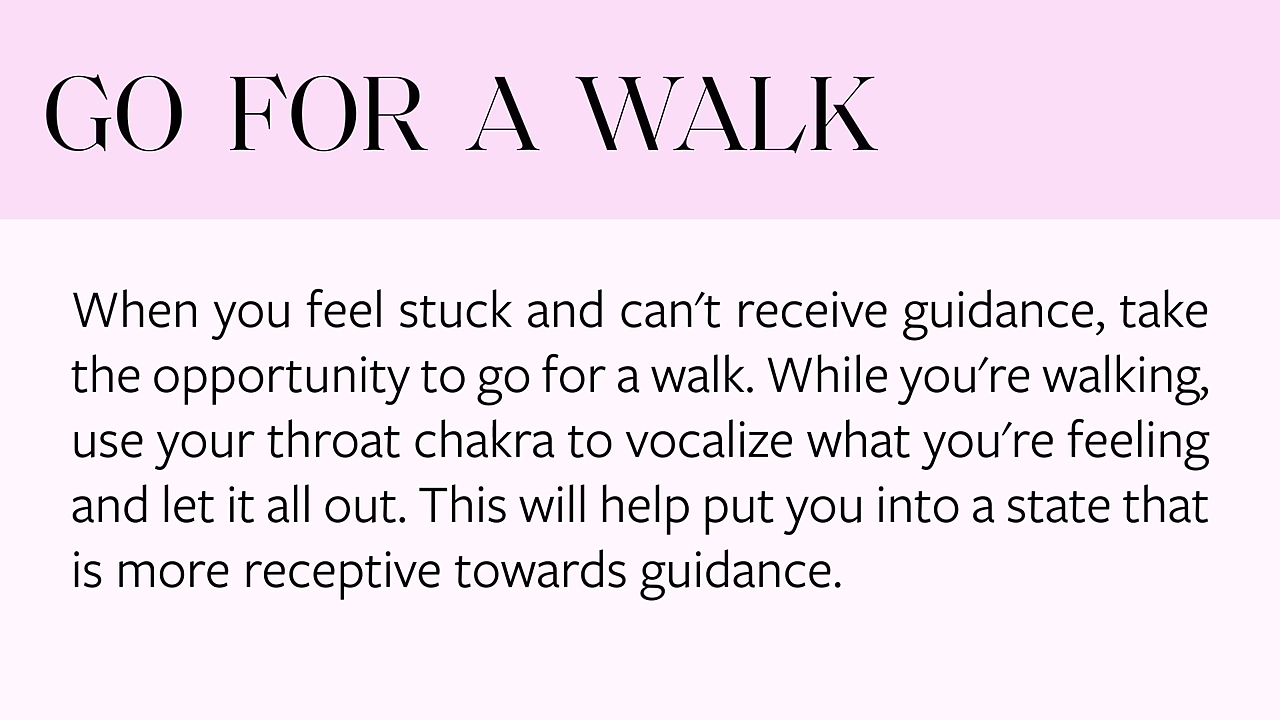 GO FOR A WALK
When you feel stuck and can't receive guidance, take
the opportunity to go for a walk. While you're walking,
use your throat chakra to vocalize what you're feeling
and let it all out. This will help put you into a state that
is more receptive towards guidance.